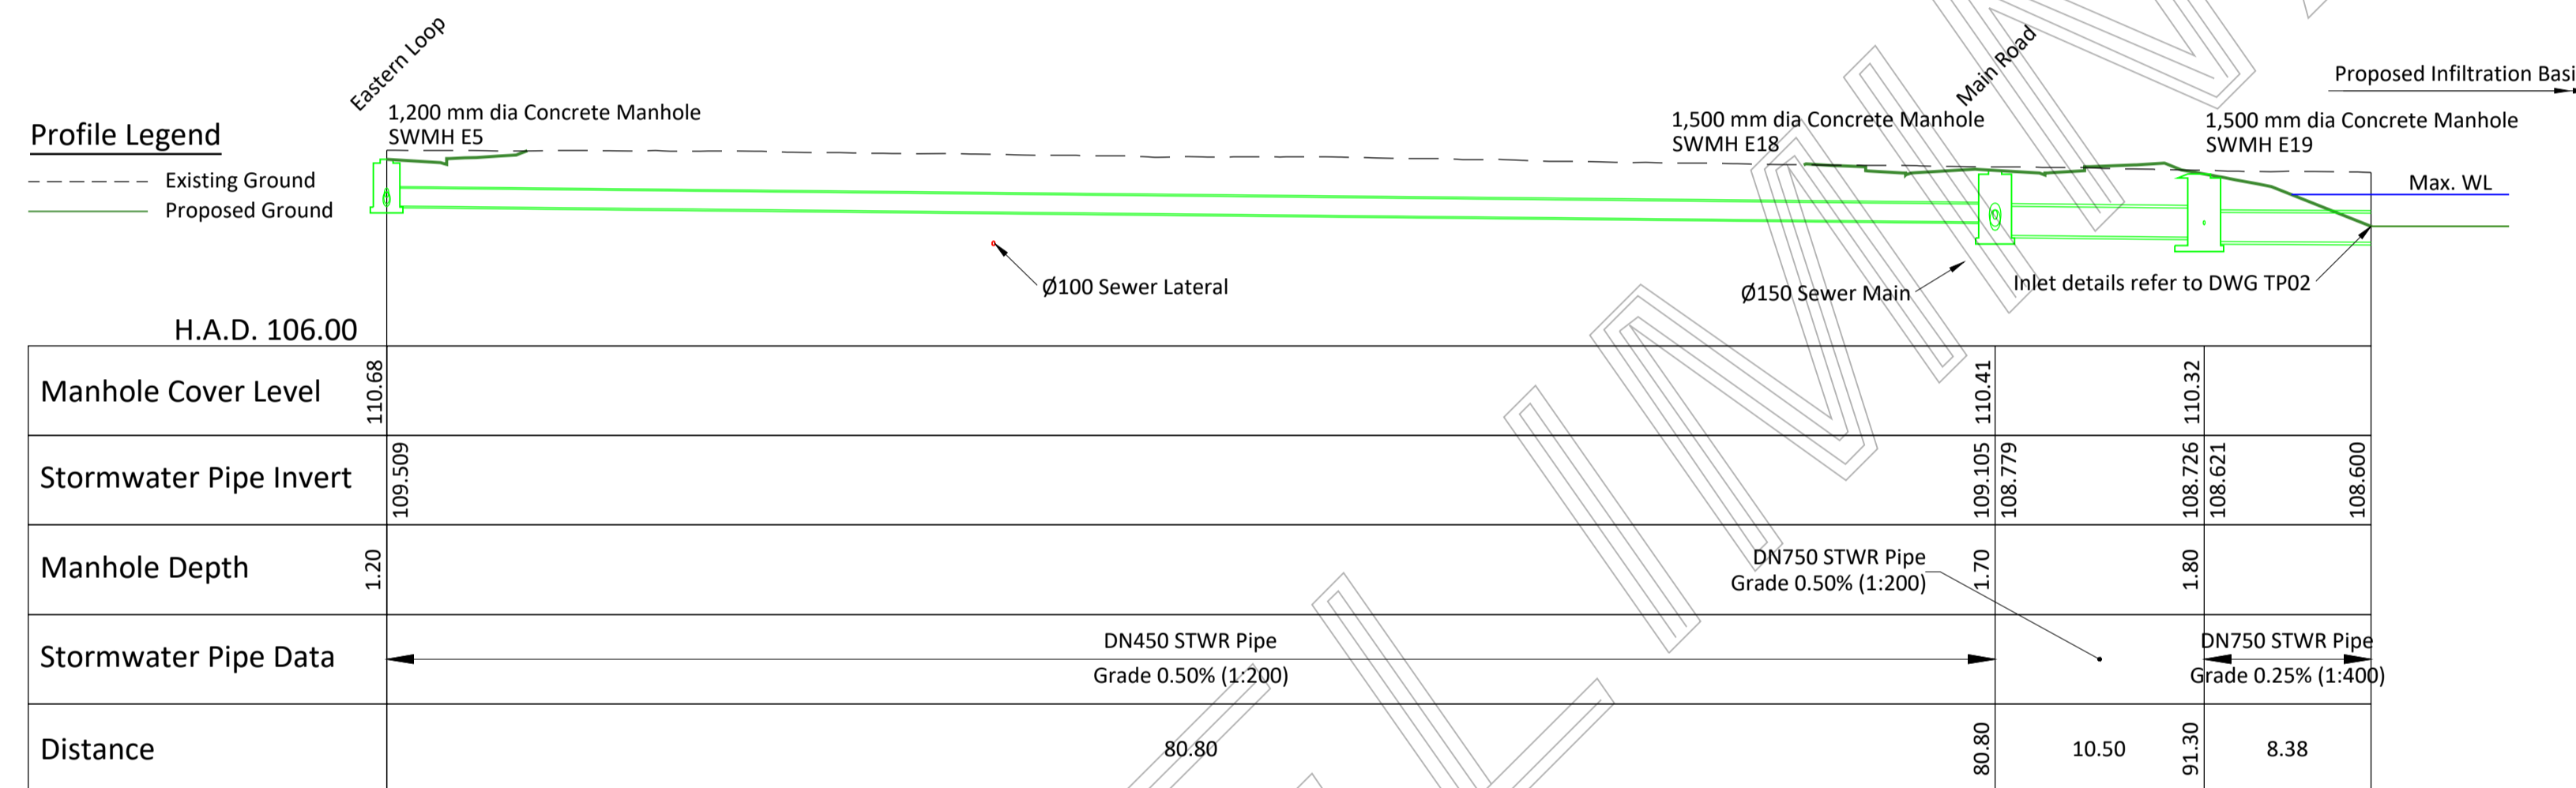 Eastern Loop
Main Road
Proposed Infiltration Basi
Profile Legend
Existing Ground
Proposed Ground
1,200 mm dia Concrete Manhole
SWMH E5
1,500 mm dia Concrete Manhole
SWMH E18
1,500 mm dia Concrete Manhole
SWMH E19
Max. WL
Ø100 Sewer Lateral
Ø150 Sewer Main
Inlet details refer to DWG TP02
H.A.D. 106.00
Manhole Cover Level
110.68
110.41
110.32
Stormwater Pipe Invert
109.509
109.105
108.779
108.726
108.621
108.600
Manhole Depth
1.20
1.70
1.80
DN750 STWR Pipe
Grade 0.50% (1:200)
Stormwater Pipe Data
DN450 STWR Pipe
Grade 0.50% (1:200)
DN750 STWR Pipe
Grade 0.25% (1:400)
Distance
80.80
80.80
10.50
91.30
8.38